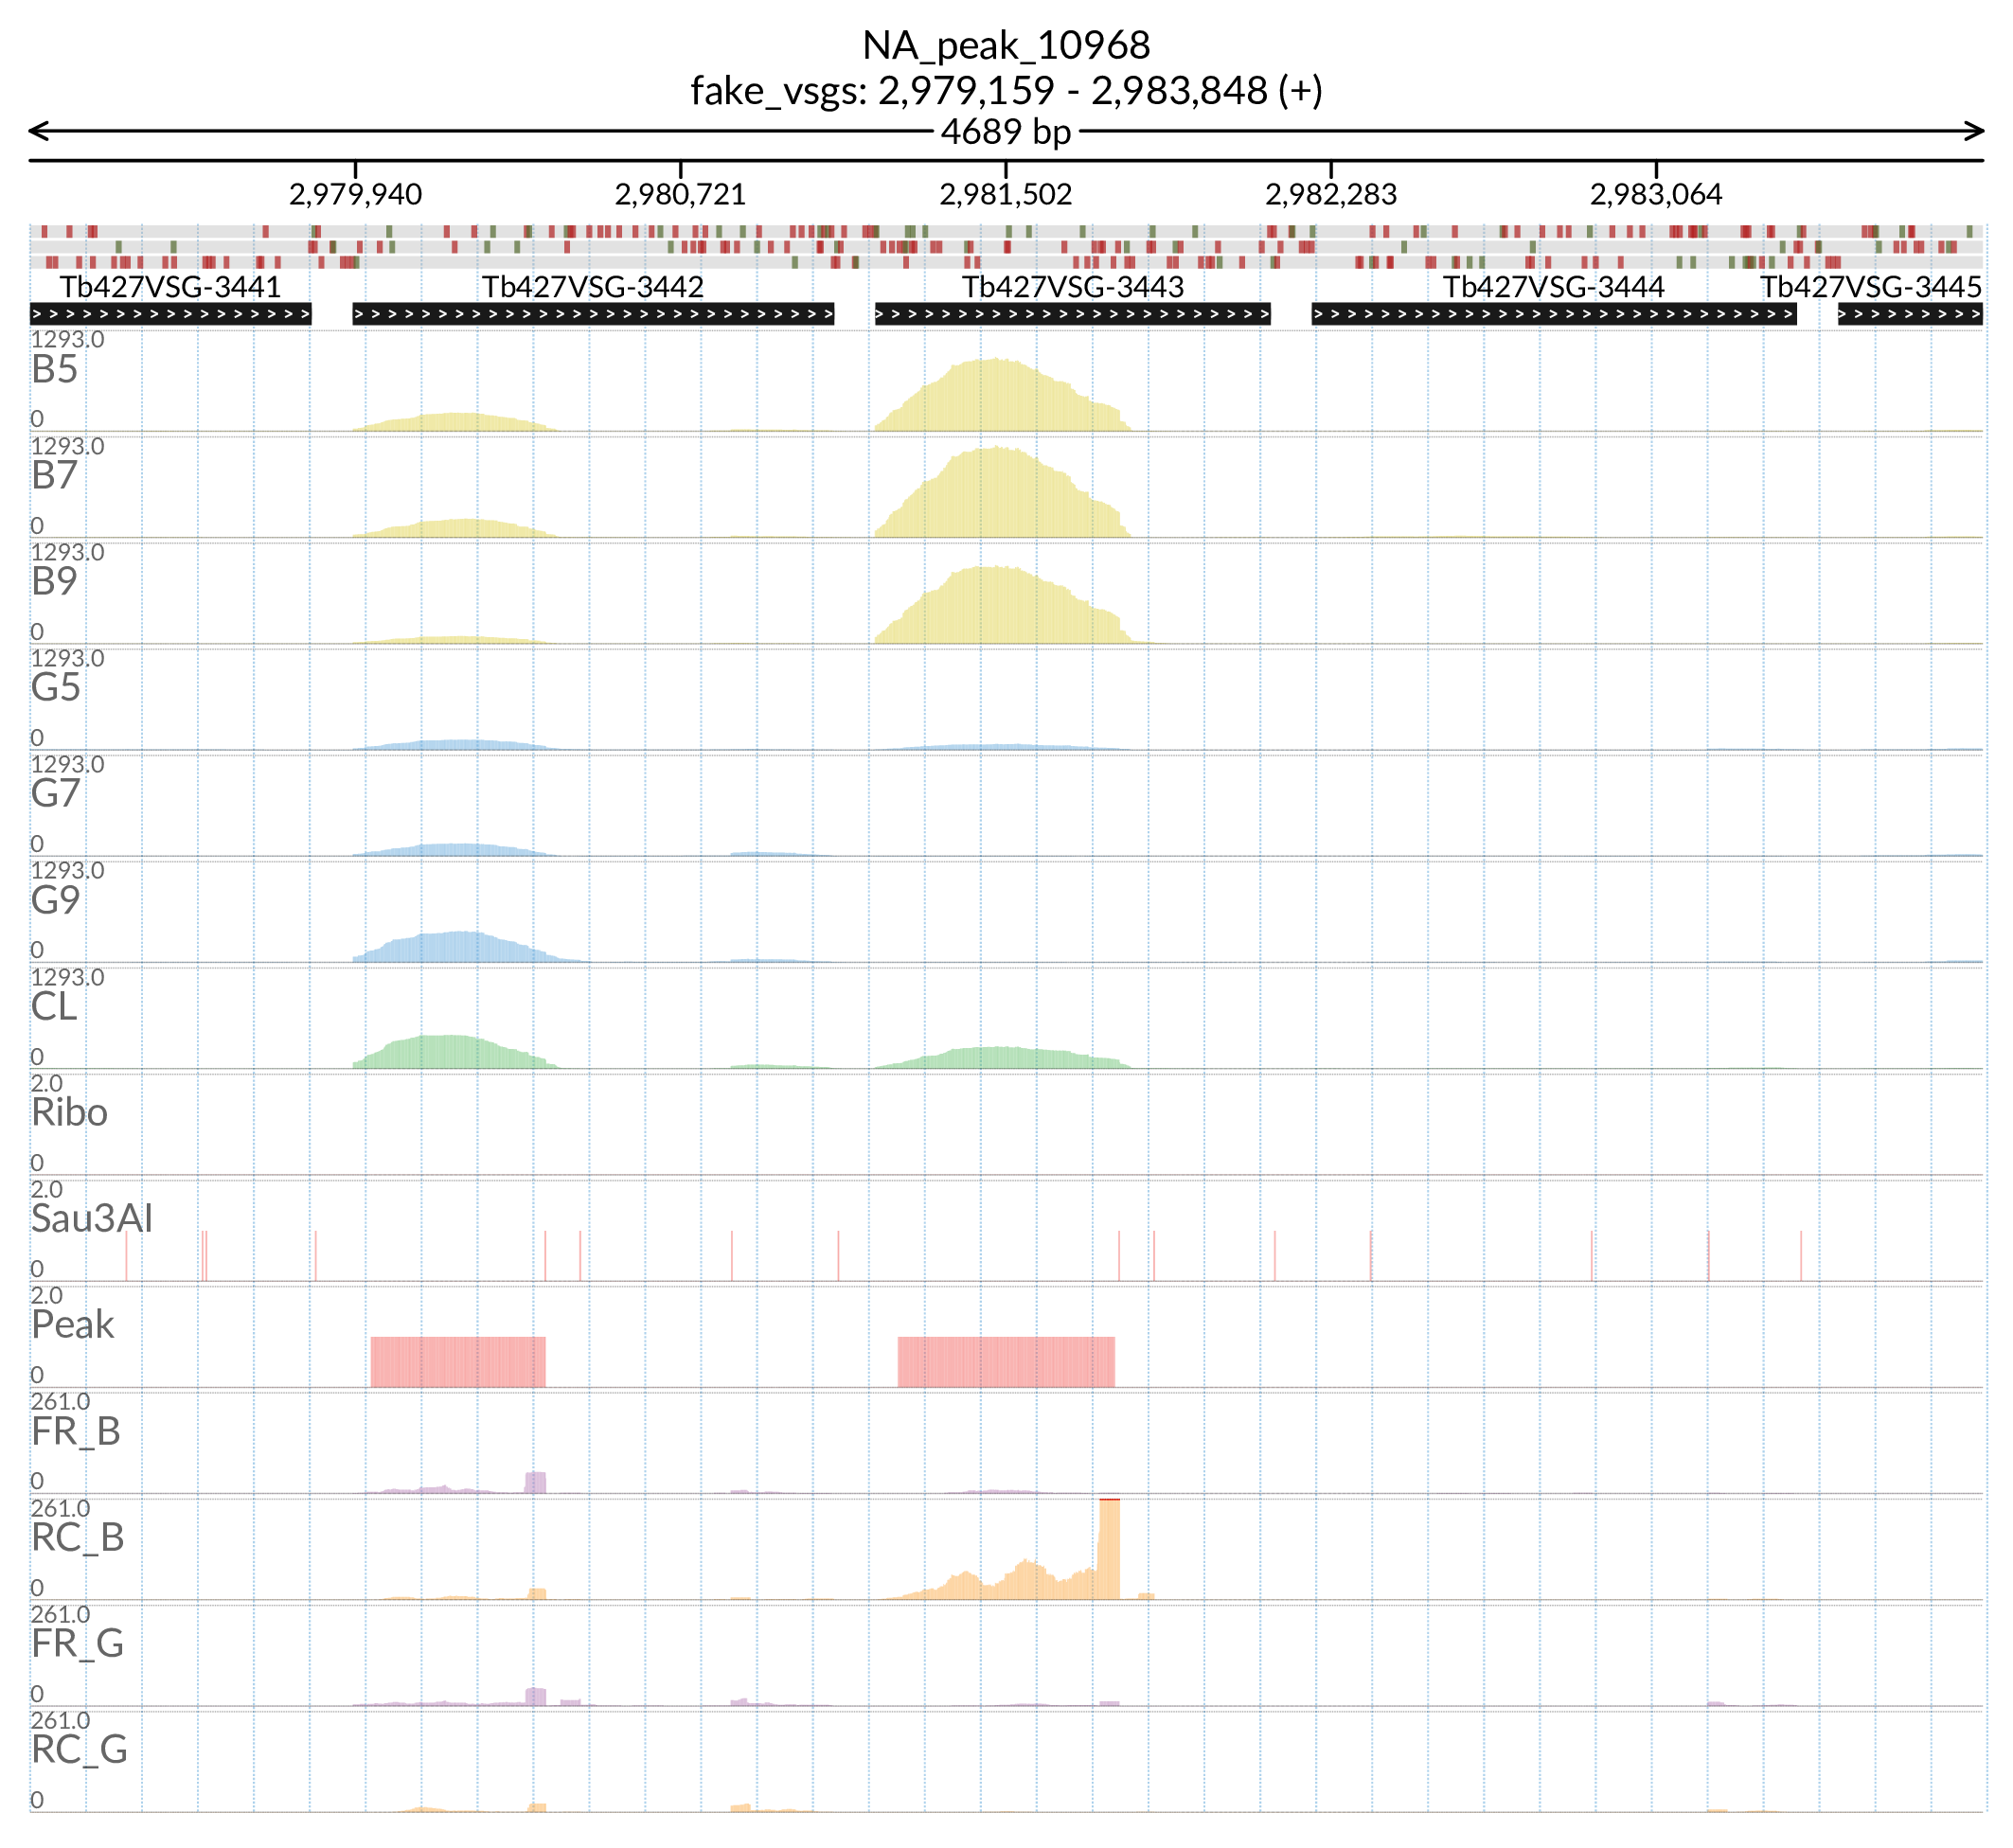 NA_peak_10968
fake_vsgs: 2,979,159 - 2,983,848 (+)
4689 bp
2,979,940 2,980,721 2,981,502 2,982,283 2,983,064
Tb427VSG-3441 Tb427VSG-3442 Tb427VSG-3443 Tb427VSG-3444 Tb427VSG-3445
1293.0
B5
0
1293.0
B7
0
1293.0
B9
0
1293.0
G5
0
1293.0
G7
0
1293.0
G9
0
1293.0
CL
0
2.0
Ribo
0
2.0
Sau3AI
0
2.0
Peak
0
261.0
FR_B
0
261.0
RC_B
0
261.0
FR_G
0
261.0
RC_G
0